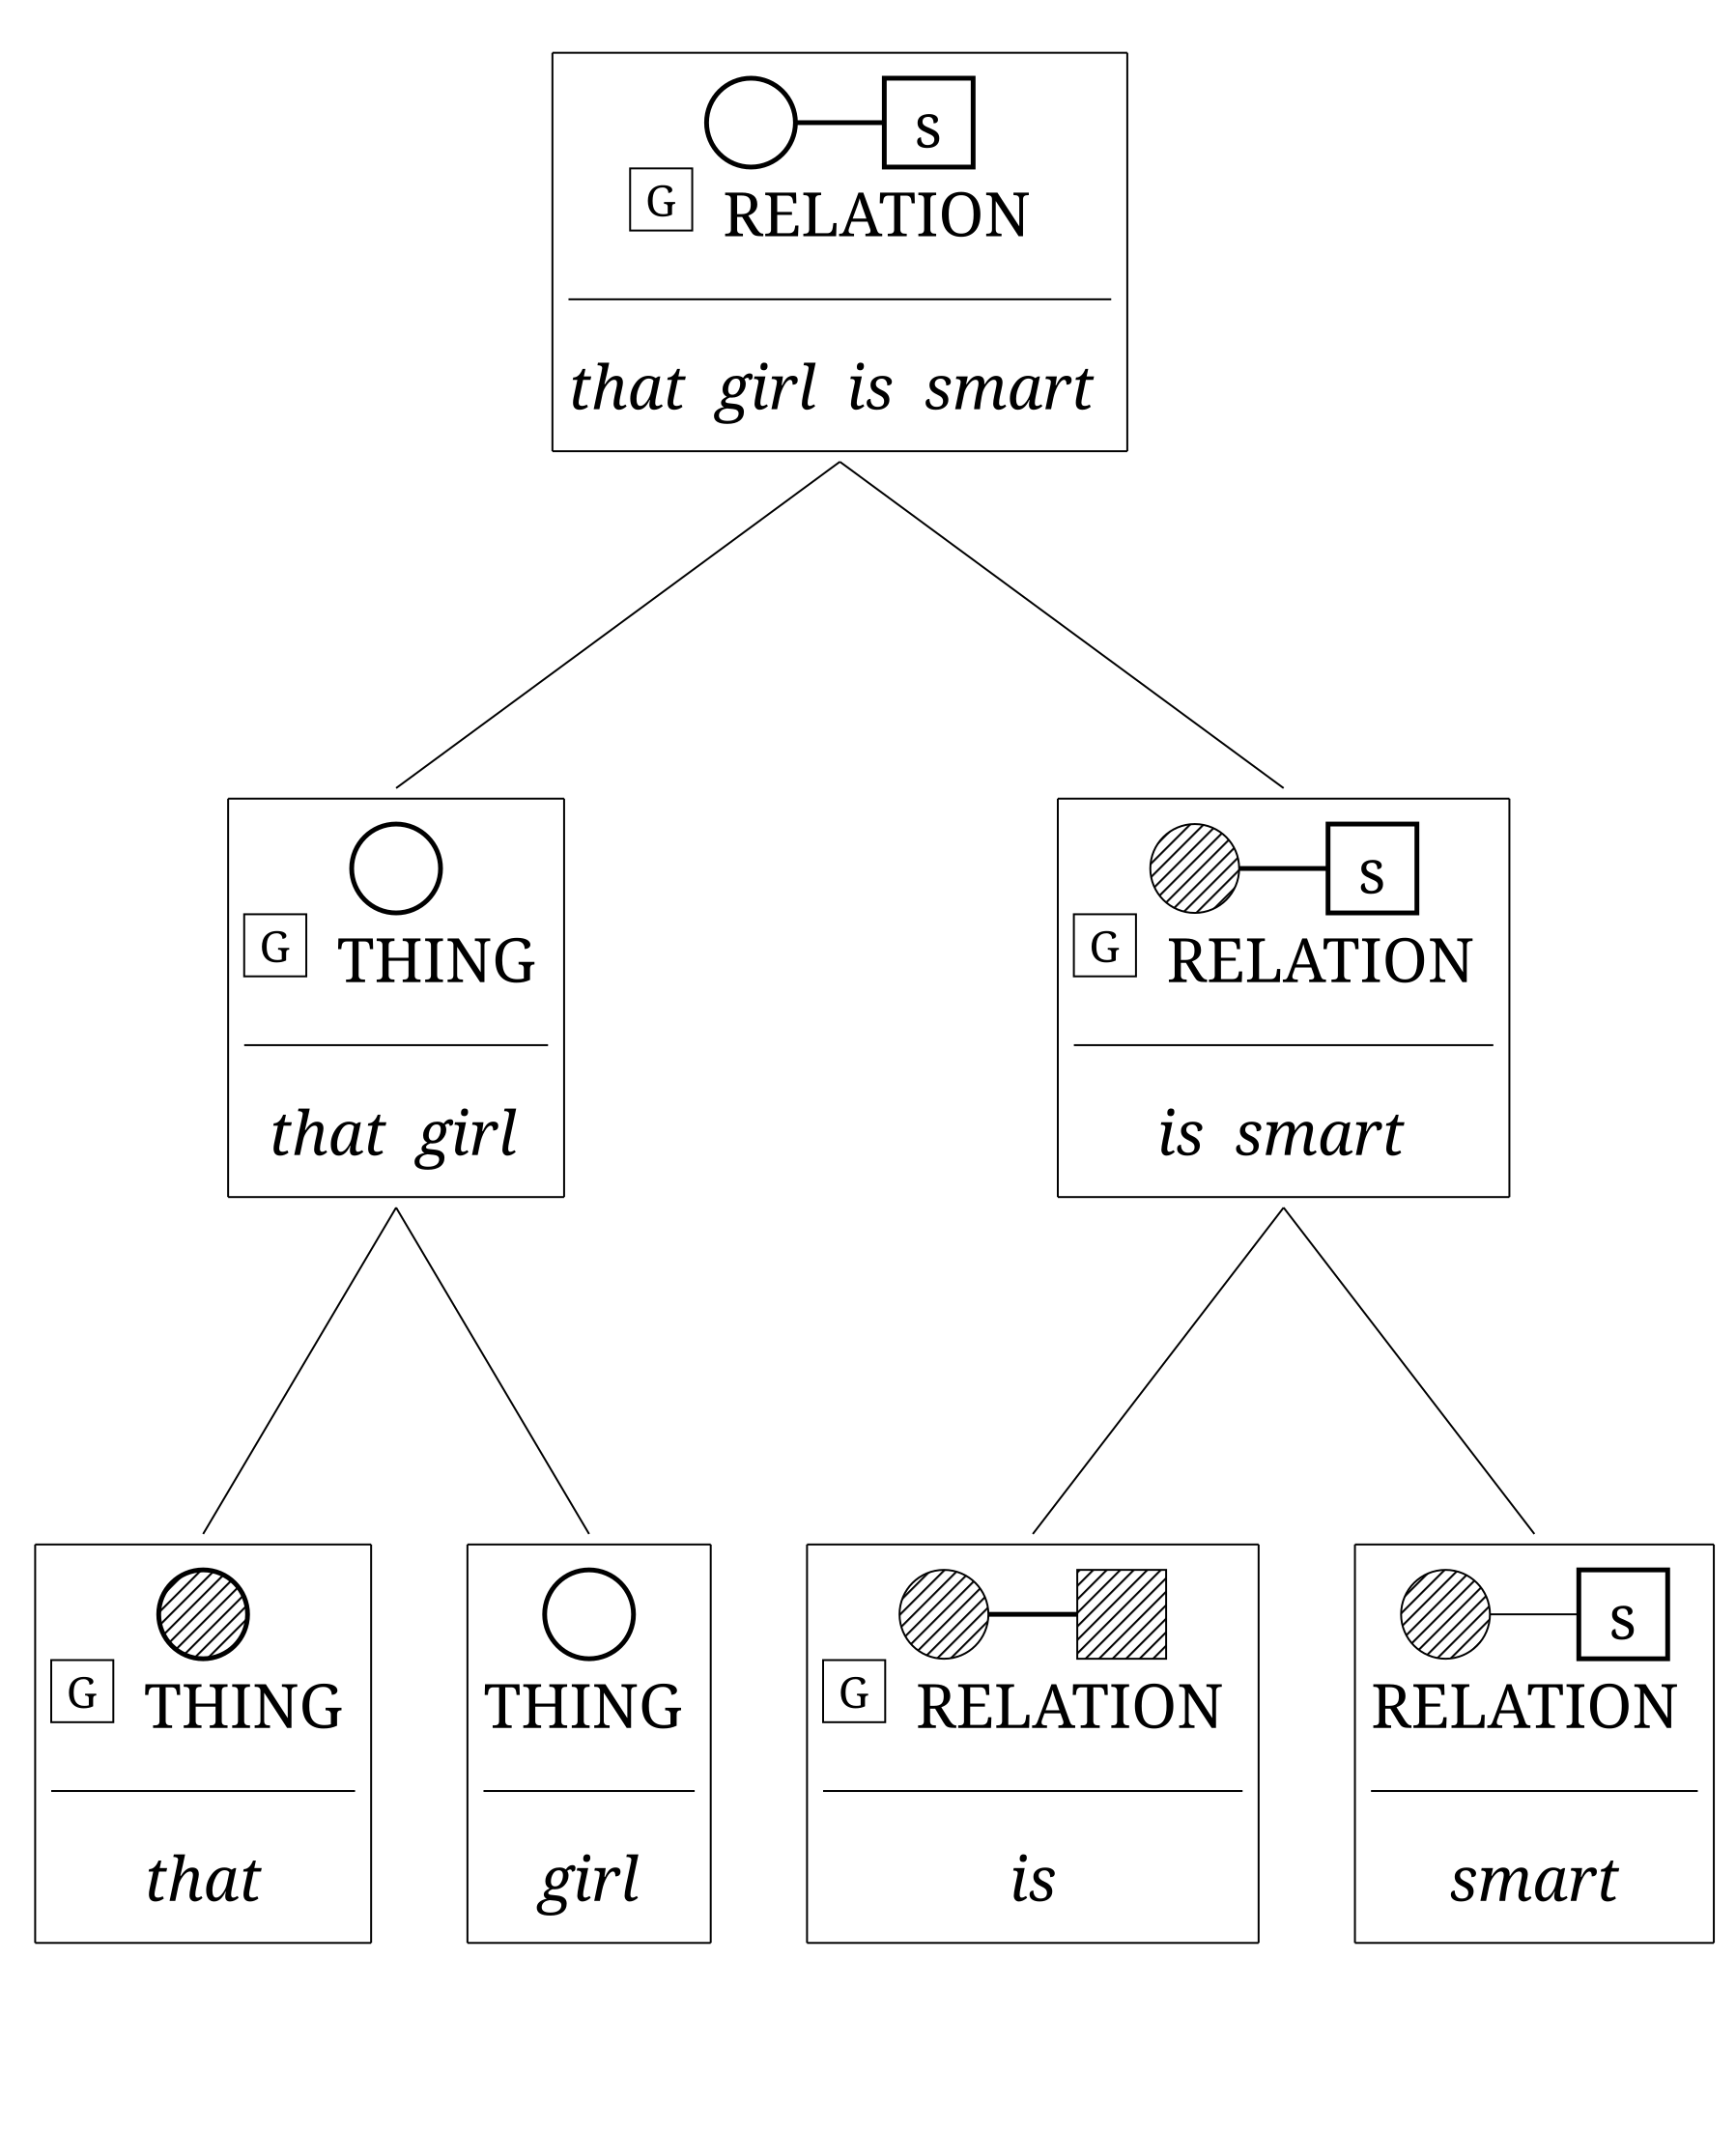 s
G RELATION
that girl is smart
G THING
that girl
s
G RELATION
is smart
G THING
that
THING
girl
G RELATION
is
s
RELATION
smart